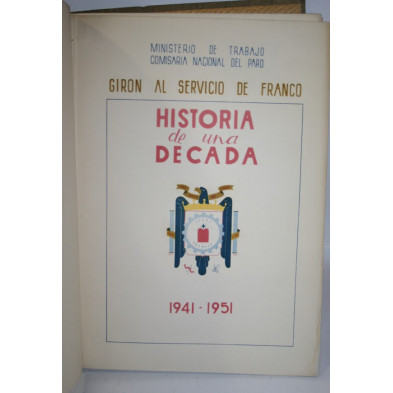 MINISTERIO DE TRABAJO
COMISARIA NACIONAL DEL PARO
GIRON AL SERVICIO DE FRANCO
HISTORIA
de una
DECADA
1941 - 1951